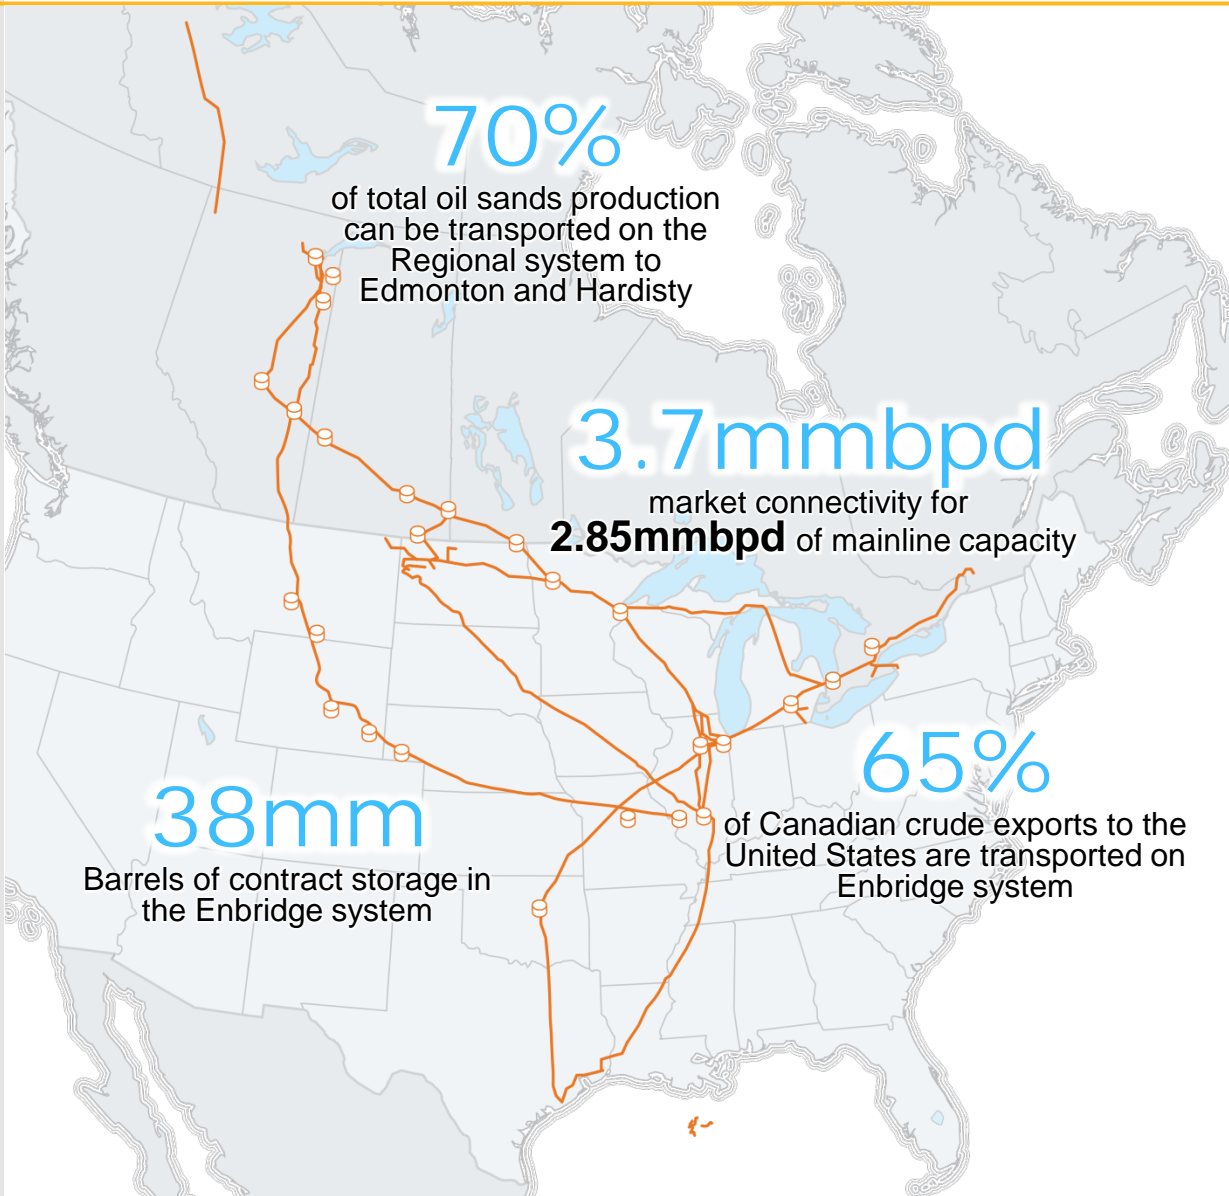 70%
of total oil sands production
can be transported on the
Regional system to
Edmonton and Hardisty
3.7mmbpd
market connectivity for
2.85mmbpd of mainline capacity
65%
of Canadian crude exports to the
United States are transported on
Enbridge system
38mm
Barrels of contract storage in
the Enbridge system